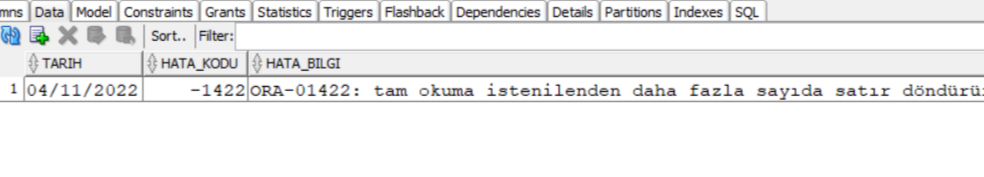 Data Model Constraints Grants Statistics Triggers Flashback Dependencies Details Partitions Indexes SQL
Sort.. Filter:
TARIH HATA_KODU HATA_BILGI
1 04/11/2022 -1422 ORA-01422: tam okuma istenilenden daha fazla sayıda satır